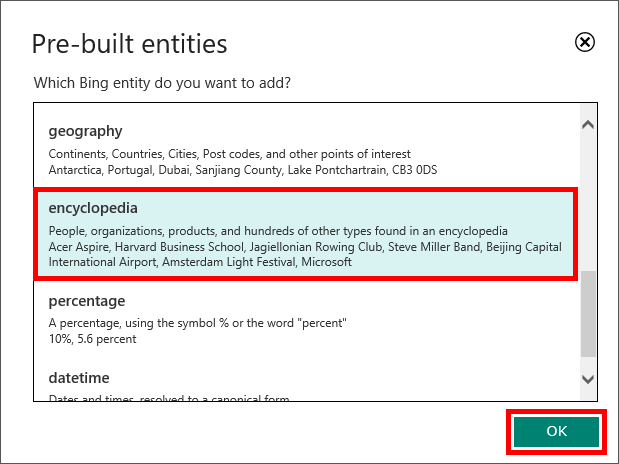 Pre-built entities
Which Bing entity do you want to add?
geography
Continents, Countries, Cities, Post codes, and other points of interest
Antarctica, Portugal, Dubai, Sanjiang County, Lake Pontchartrain, CB3 0DS
encyclopedia
People, organizations, products, and hundreds of other types found in an encyclopedia
Acer Aspire, Harvard Business School, Jagiellonian Rowing Club, Steve Miller Band, Beijing Capital
International Airport, Amsterdam Light Festival, Microsoft
percentage
A percentage, using the symbol % or the word "percent"
10%, 5.6 percent
datetime
Dates and times, resolved to a canonical form
OK